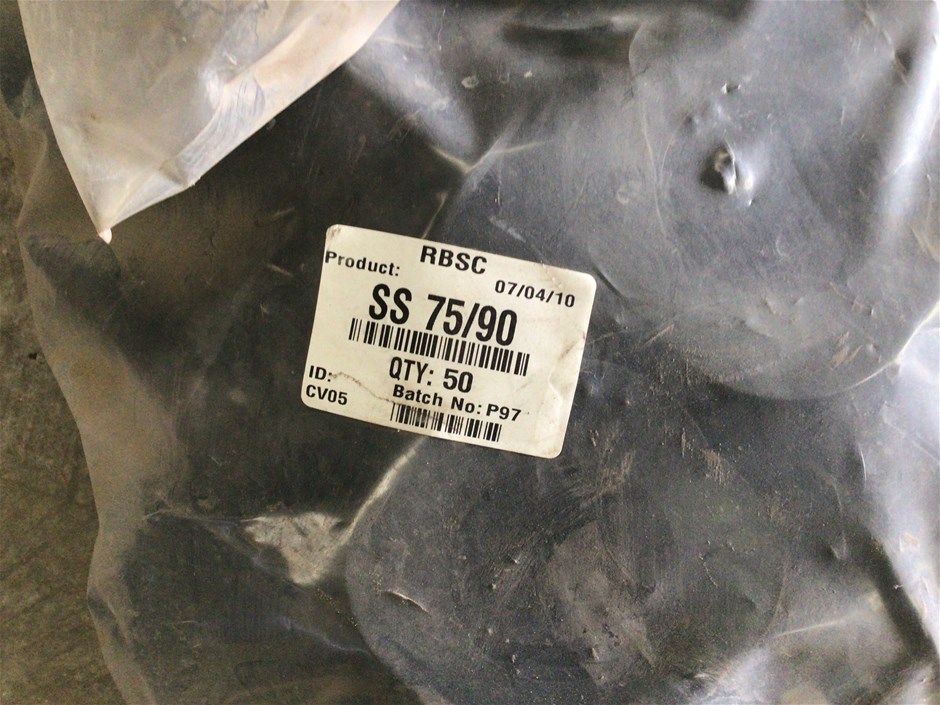 RBSC
Product:
07/04/10
SS 75/90
QTY: 50
ID:
CV05
Batch No: P97